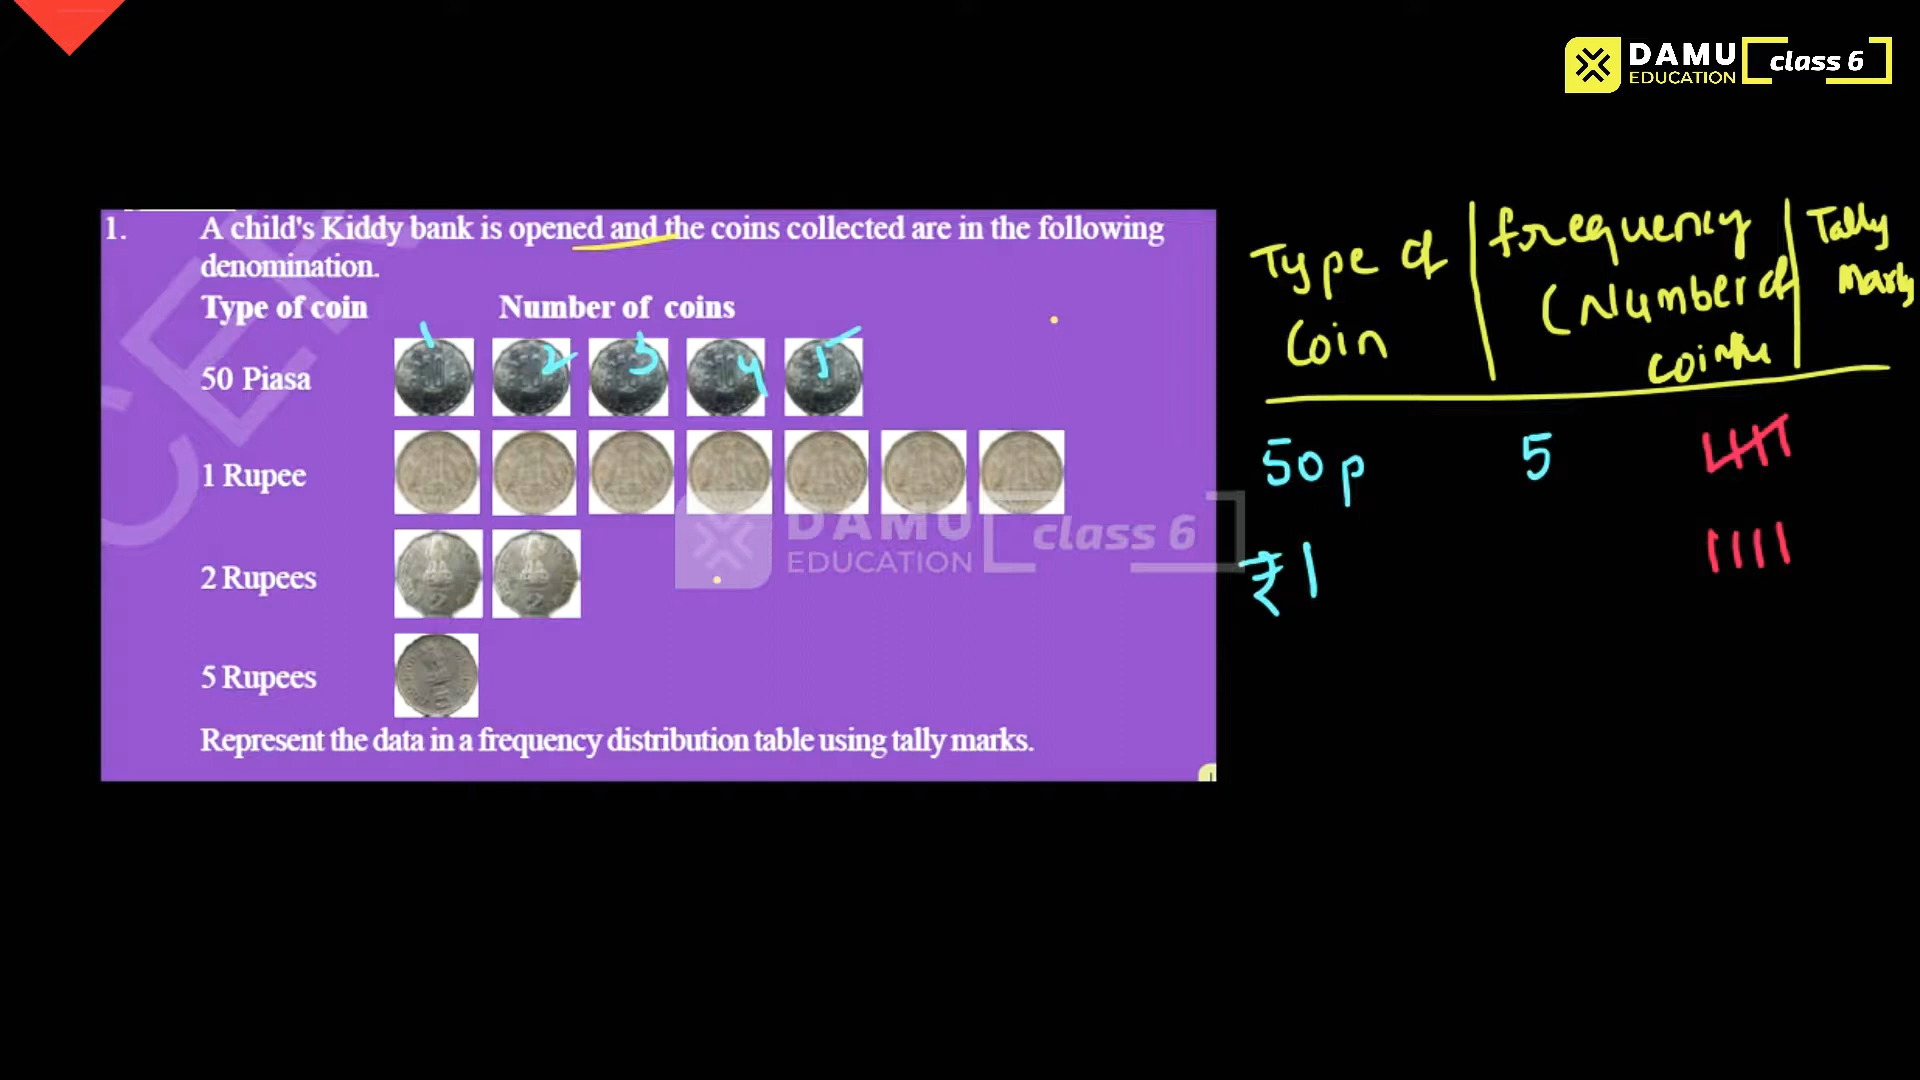 DAMU
EDUCATION
class 6
1. A child's Kiddy bank is opened and the coins collected are in the following
denomination.
Type of coin Number of coins
50 Piasa
1 2 3 4 5
1 Rupee
2 Rupees
5 Rupees
Represent the data in a frequency distribution table using tally marks.
DAMU
EDUCATION
class 6
Type of
Coin
frequency
(Number of
Tally
50 p 5
₹1